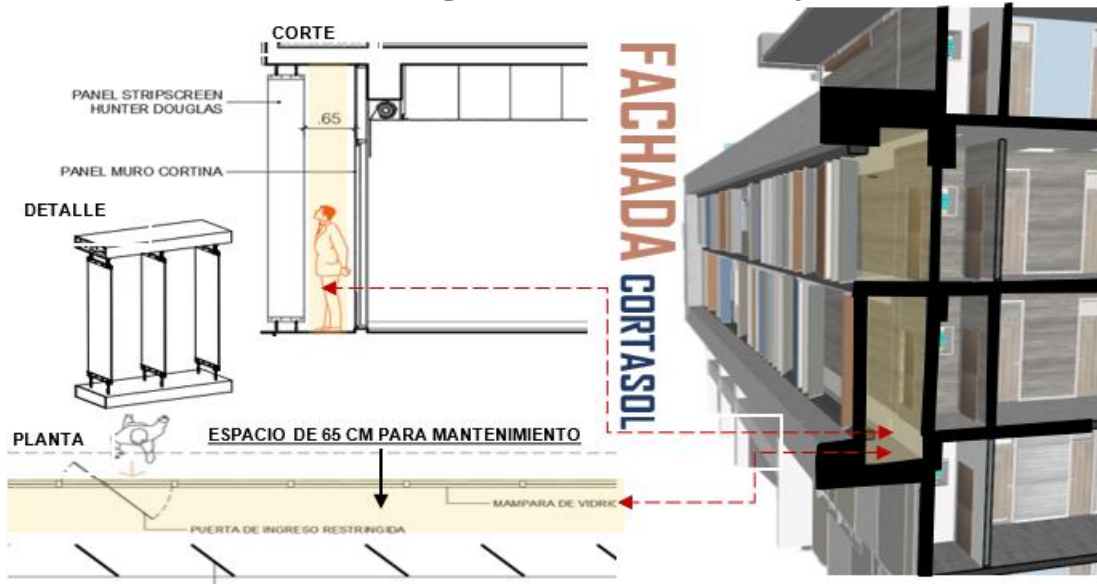 CORTE
PANEL STRIPSCREEN
HUNTER DOUGLAS
.65
PANEL MURO CORTINA
DETALLE
FACHADA
CORTASOL
PLANTA
ESPACIO DE 65 CM PARA MANTENIMIENTO
MAMPARA DE VIDRIO
PUERTA DE INGRESO RESTRINGIDA